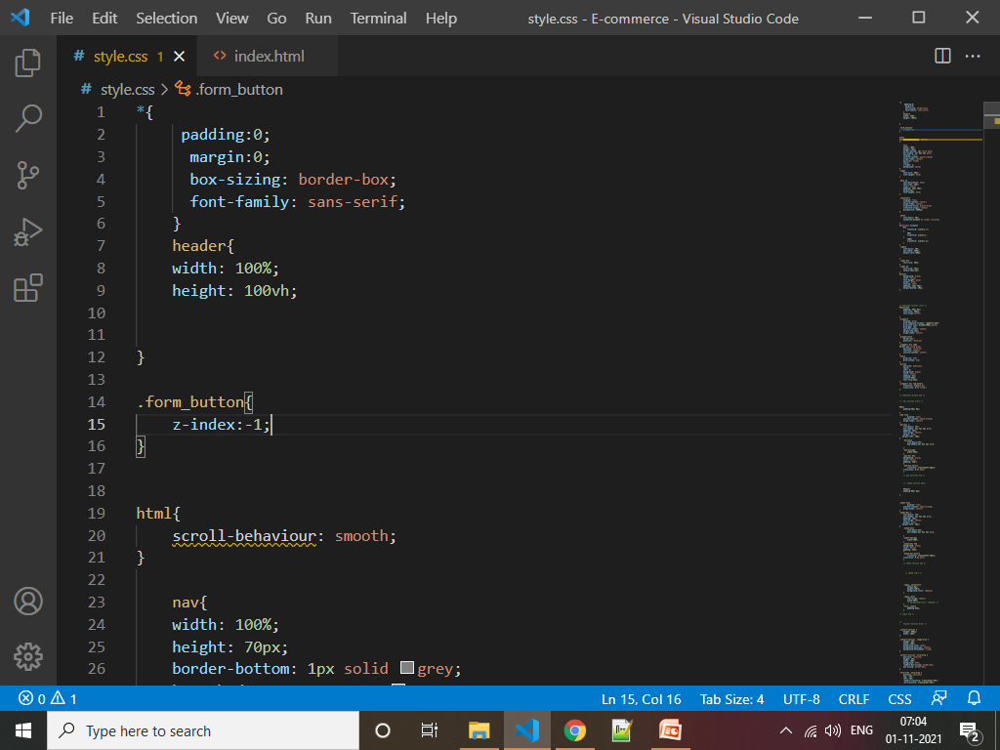 File Edit Selection View Go Run Terminal Help style.css - E-commerce - Visual Studio Code
# style.css 1 <> index.html
# style.css > .form_button
1 *{
2 padding:0;
3 margin:0;
4 box-sizing: border-box;
5 font-family: sans-serif;
6 }
7 header{
8 width: 100%;
9 height: 100vh;
10
11
12 }
13
14 .form_button{
15 z-index:-1;
16 }
17
18
19 html{
20 scroll-behaviour: smooth;
21 }
22
23 nav{
24 width: 100%;
25 height: 70px;
26 border-bottom: 1px solid grey;
0 1 Ln 15, Col 16 Tab Size: 4 UTF-8 CRLF CSS
Type here to search
ENG
07:04
01-11-2021
2